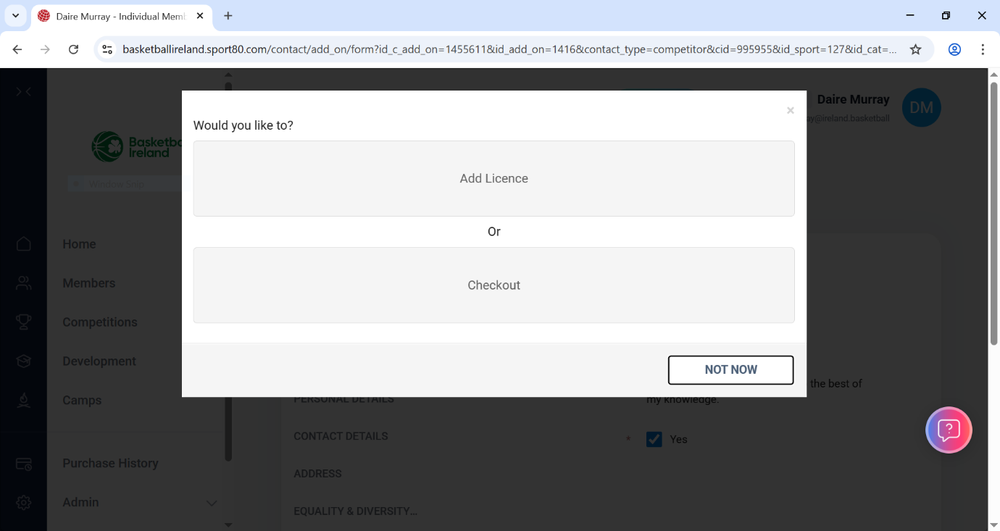 Daire Murray - Individual Memb
basketballireland.sport80.com/contact/add_on/form?id_c_add_on=1455611&id_add_on=1416&contact_type=competitor&cid=995955&id_sport=127&id_cat=...
Daire Murray
DM
ay@ireland.basketball
Basketba
Ireland
Window Snip
Would you like to?
Add Licence
Or
Checkout
NOT NOW
Home
Members
Competitions
Development
Camps
Purchase History
Admin
PERSONAL DETAILS
CONTACT DETAILS
ADDRESS
EQUALITY & DIVERSITY...
the best of
my knowledge.
* Yes